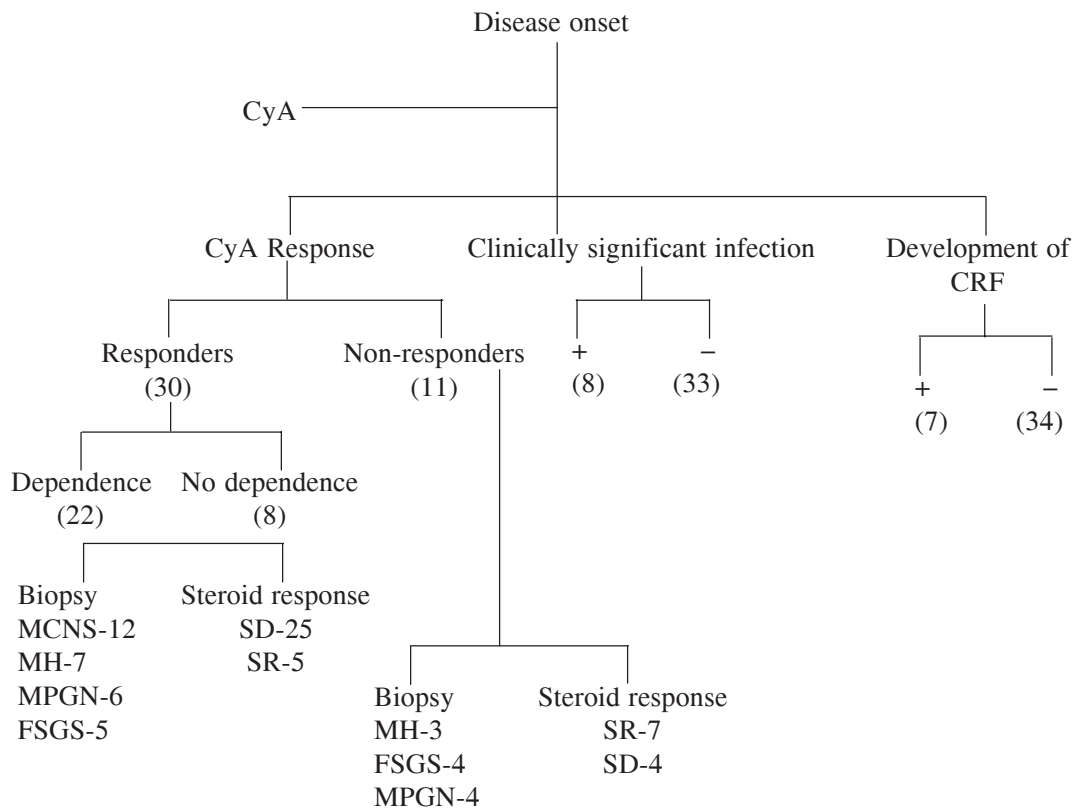 Disease onset
CyA
CyA Response
Clinically significant infection
Development of
CRF
Responders
(30)
Non-responders
(11)
+
(8)
−
(33)
+
(7)
−
(34)
Dependence
(22)
No dependence
(8)
Biopsy
MCNS-12
MH-7
MPGN-6
FSGS-5
Steroid response
SD-25
SR-5
Biopsy
MH-3
FSGS-4
MPGN-4
Steroid response
SR-7
SD-4